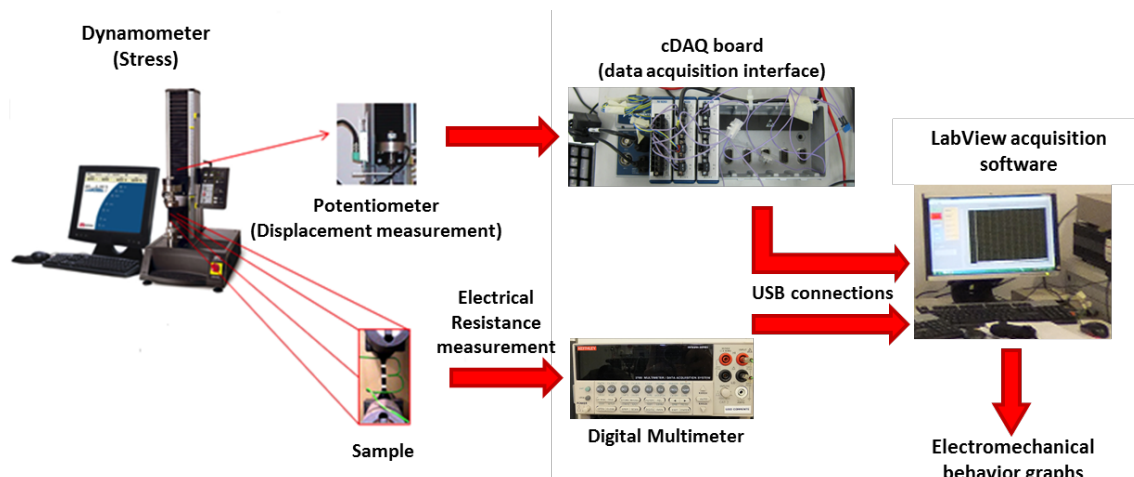 Dynamometer
(Stress)
cDAQ board
(data acquisition interface)
LabView acquisition
software
Potentiometer
(Displacement measurement)
Electrical
Resistance
measurement
USB connections
Sample
Digital Multimeter
Electromechanical
behavior graphs